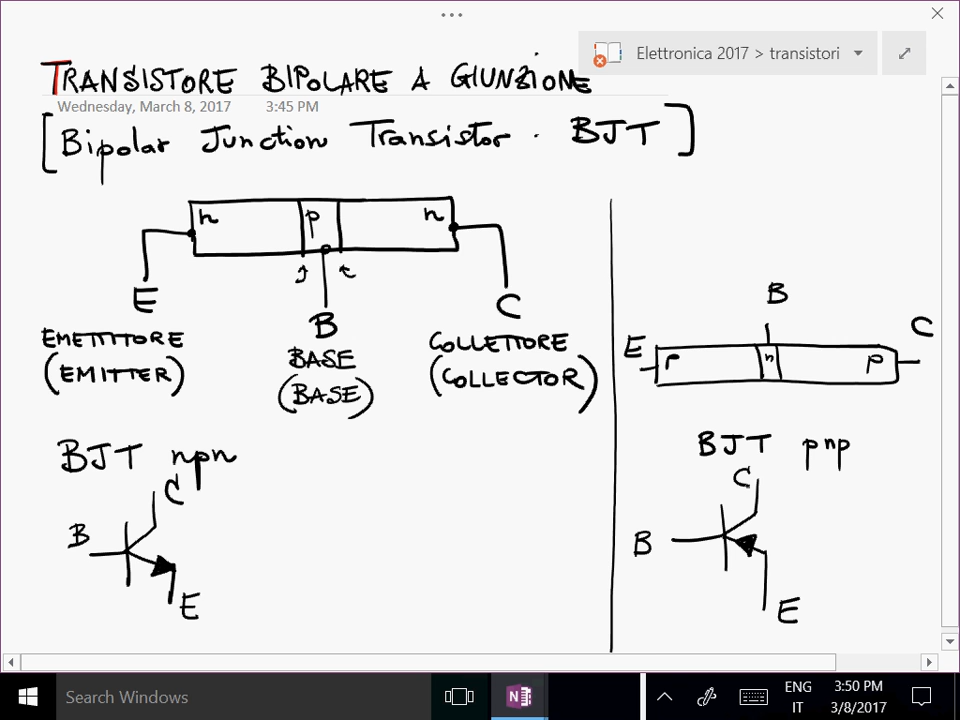 Elettronica 2017 > transistori
TRANSISTORE BIPOLARE A GIUNZIONE
Wednesday, March 8, 2017 3:45 PM
[Bipolar Junction Transistor. BJT]
n p n
E
B
C
EMETTITORE
(EMITTER)
BASE
(BASE)
COLLETTORE
(COLLECTOR)
BJT npn
C
B
E
B
E
C
p n p
BJT pnp
C
B
E
Search Windows
ENG
IT
3:50 PM
3/8/2017